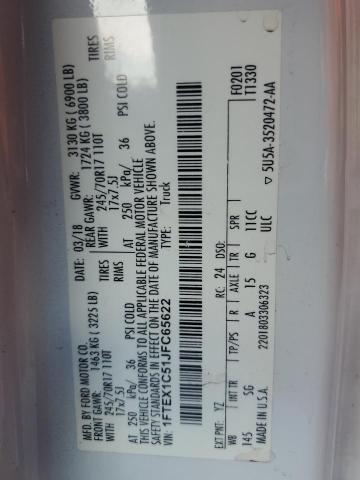 MFD. BY FORD MOTOR CO.
DATE: 03/18 GVWR: 3130 KG ( 6900 LB)
FRONT GAWR: 1463 KG ( 3225 LB) REAR GAWR: 1724 KG ( 3800 LB)
245/70R17 110T TIRES WITH 245/70R17 110T TIRES
17x7.5J RIMS 17x7.5J RIMS
AT 250 kPa/ 36 PSI COLD AT 250 kPa/ 36 PSI COLD
THIS VEHICLE CONFORMS TO ALL APPLICABLE FEDERAL MOTOR VEHICLE
SAFETY STANDARDS IN EFFECT ON THE DATE OF MANUFACTURE SHOWN ABOVE.
VIN: 1FTEX1C51JFC65622 TYPE: Truck
F0201
T1330
EXT PNT: YZ RC: 24 DSO:
WB INT TR TP/PS R AXLE TR SPR
145 SG A 15 G 11CC
ULC
MADE IN U.S.A. 2201803306323
▽ 5U5A-3520472-AA